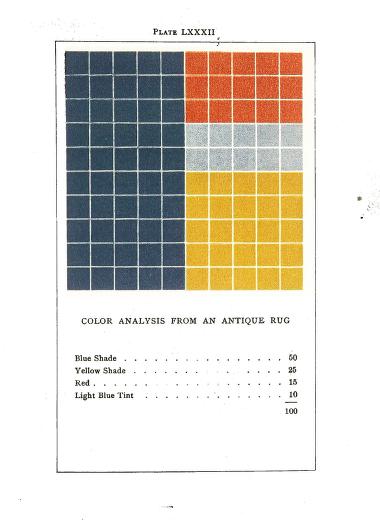 PLATE LXXXII
COLOR ANALYSIS FROM AN ANTIQUE RUG
Blue Shade . . . . . . . . . . . . . . 50
Yellow Shade . . . . . . . . . . . . . 25
Red . . . . . . . . . . . . . . . . . 15
Light Blue Tint . . . . . . . . . . . . 10
100